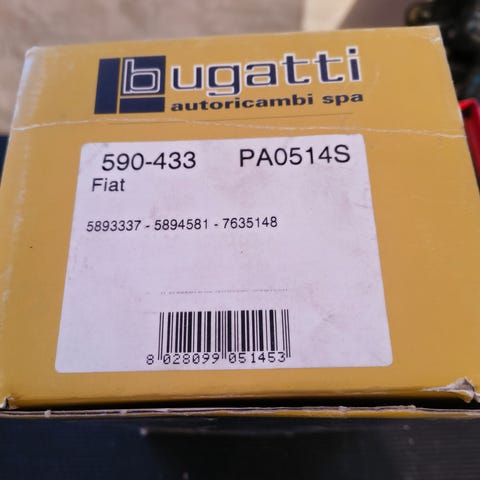 bugatti
autoricambi spa
590-433 PA0514S
Fiat
5893337 - 5894581 - 7635148
8 028099 051453